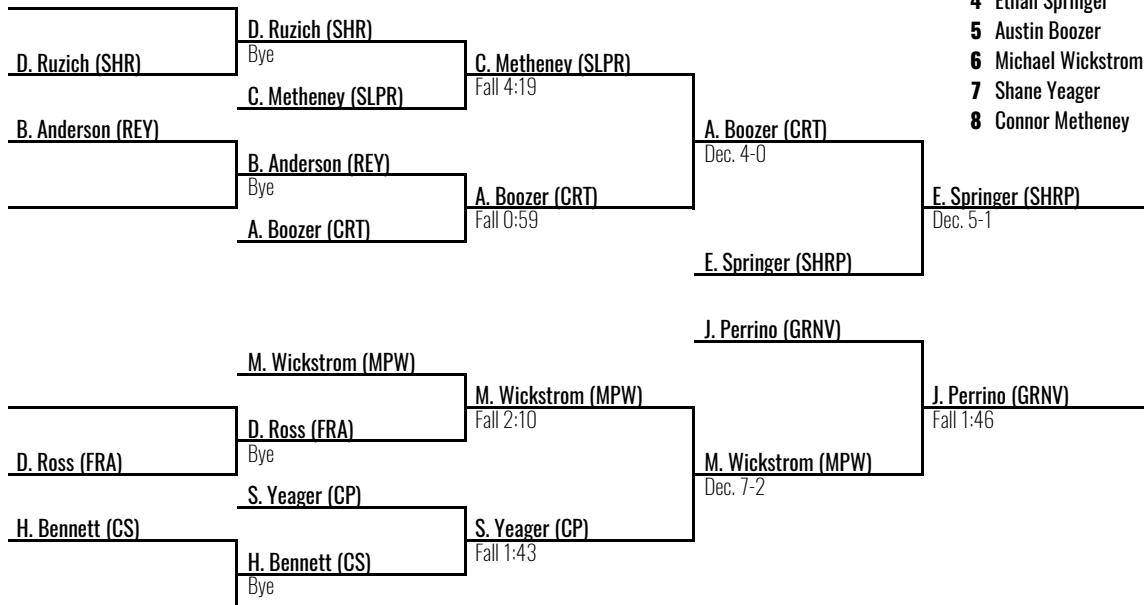 4 Ethan Springer
D. Ruzich (SHR)
5 Austin Boozer
Bye
D. Ruzich (SHR)
C. Metheney (SLPR)
6 Michael Wickstrom
Fall 4:19
7 Shane Yeager
C. Metheney (SLPR)
8 Connor Metheney
B. Anderson (REY)
A. Boozer (CRT)
Dec. 4-0
B. Anderson (REY)
Bye
A. Boozer (CRT)
E. Springer (SHRP)
Fall 0:59
Dec. 5-1
A. Boozer (CRT)
E. Springer (SHRP)
J. Perrino (GRNV)
M. Wickstrom (MPW)
M. Wickstrom (MPW)
J. Perrino (GRNV)
Fall 2:10
Fall 1:46
D. Ross (FRA)
Bye
D. Ross (FRA)
M. Wickstrom (MPW)
Dec. 7-2
S. Yeager (CP)
H. Bennett (CS)
S. Yeager (CP)
Fall 1:43
H. Bennett (CS)
Bye